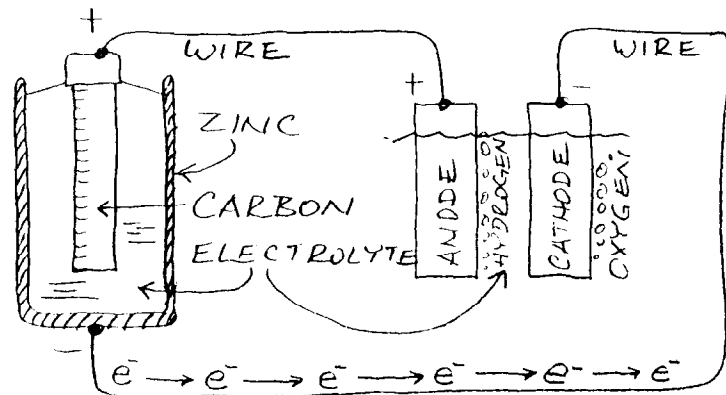 +
WIRE
WIRE
+
−
ZINC
CARBON
ELECTROLYTE
ANODE
HYDROGEN
CATHODE
OXYGEN
−
e⁻ → e⁻ → e⁻ → e⁻ → e⁻ → e⁻